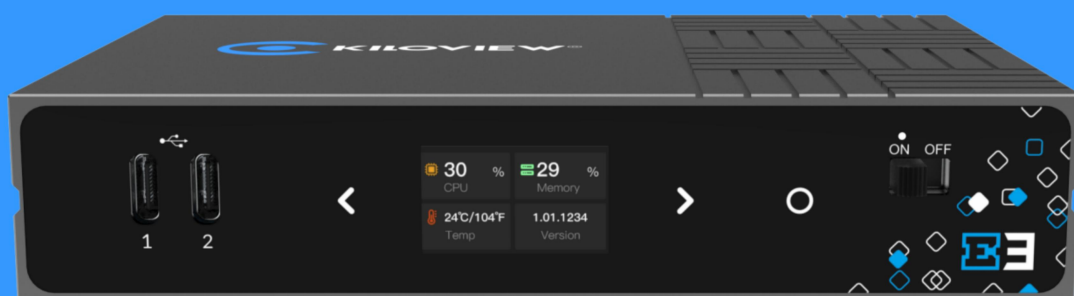 KILOVIEW
ON OFF
30 %
CPU
29 %
Memory
24℃/104℉
Temp
1.01.1234
Version
1 2
E3